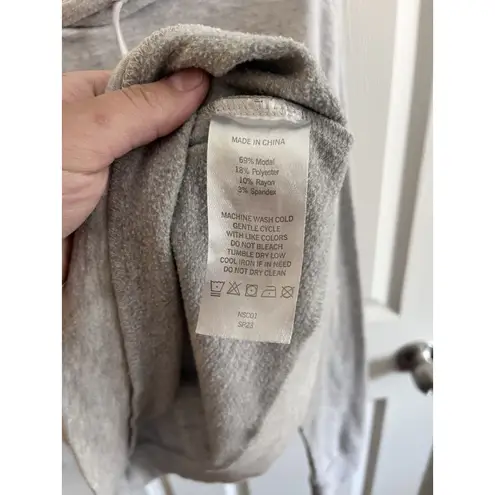 MADE IN CHINA
69% Modal
18% Polyester
10% Rayon
3% Spandex
MACHINE WASH COLD
GENTLE CYCLE
WITH LIKE COLORS
DO NOT BLEACH
TUMBLE DRY LOW
COOL IRON IF IN NEED
DO NOT DRY CLEAN
NSC01
SP23